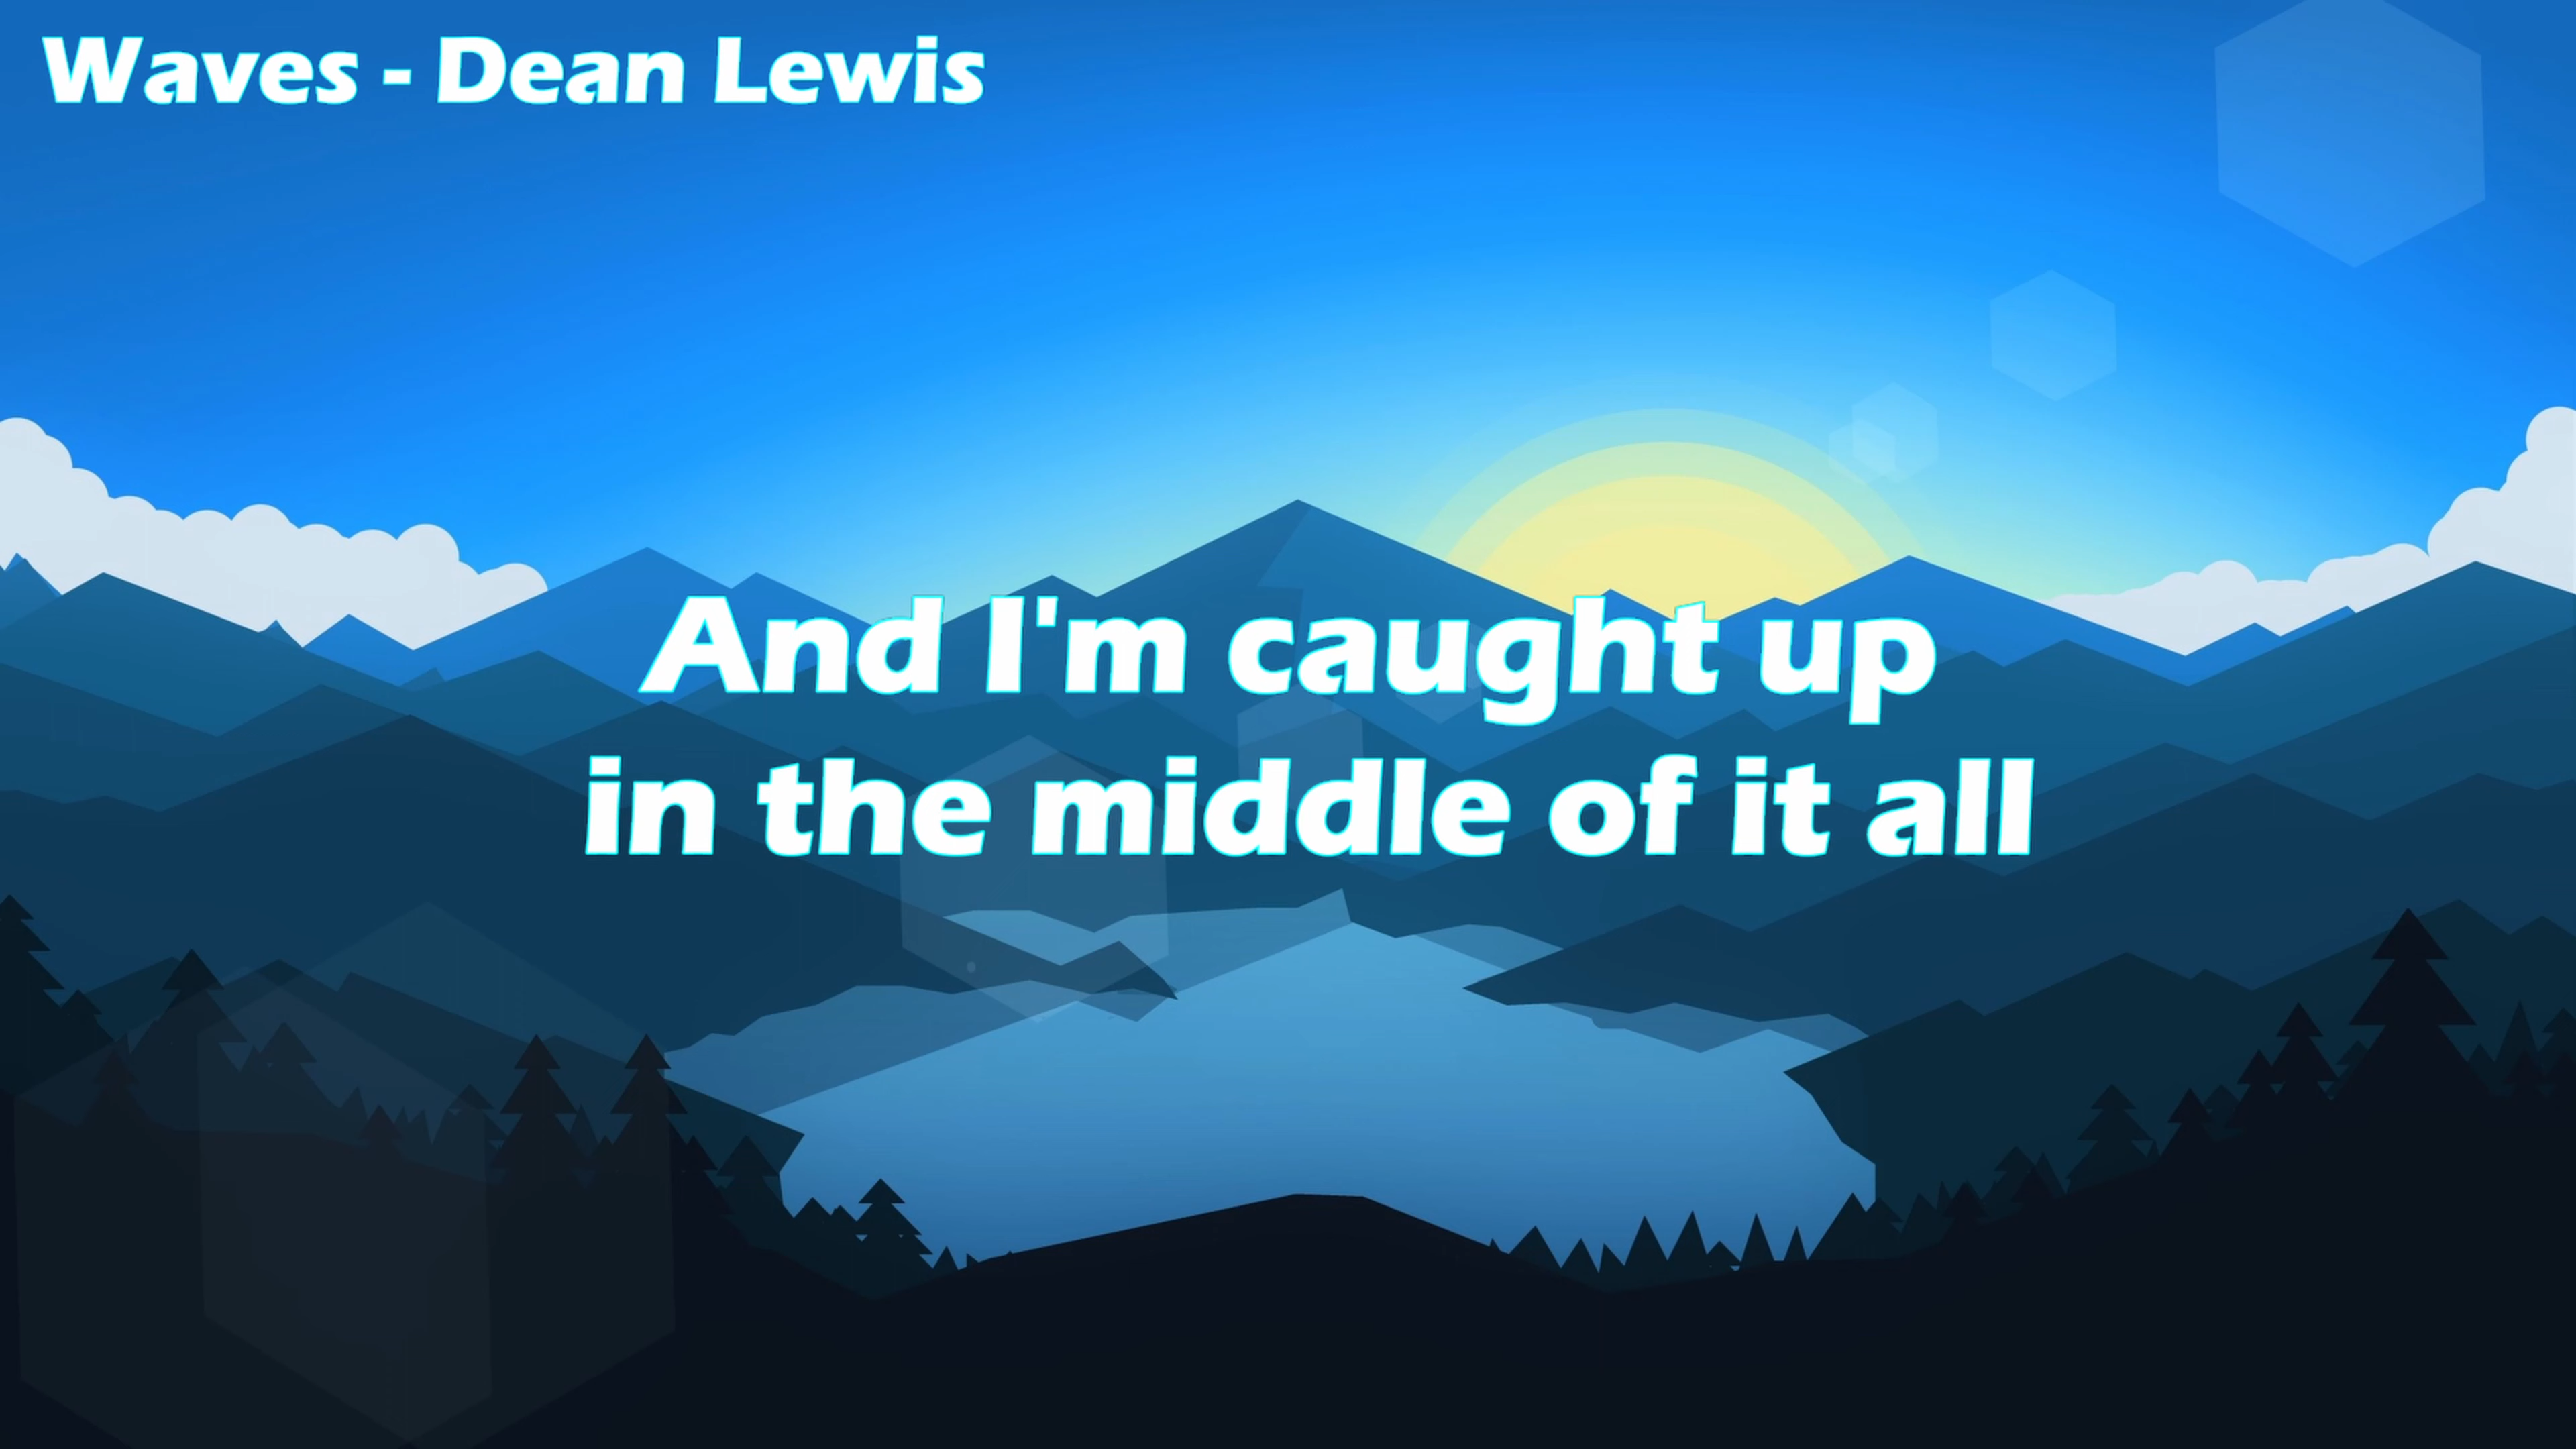 Waves - Dean Lewis
And I'm caught up
in the middle of it all